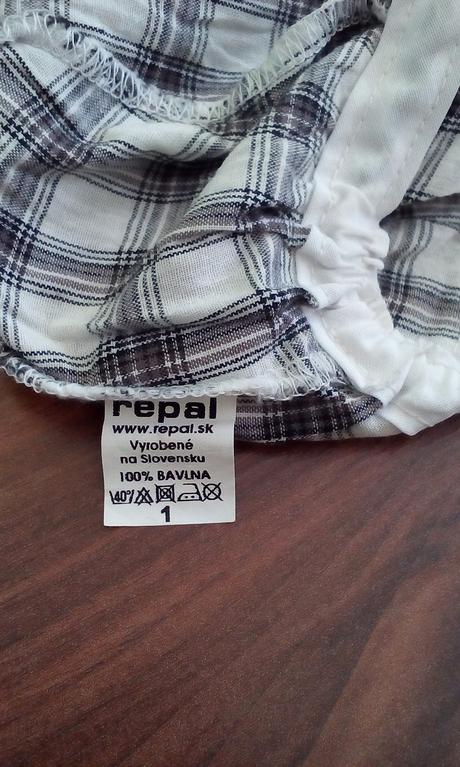 repal
www.repal.sk
Vyrobené
na Slovensku
100% BAVLNA
40°
1